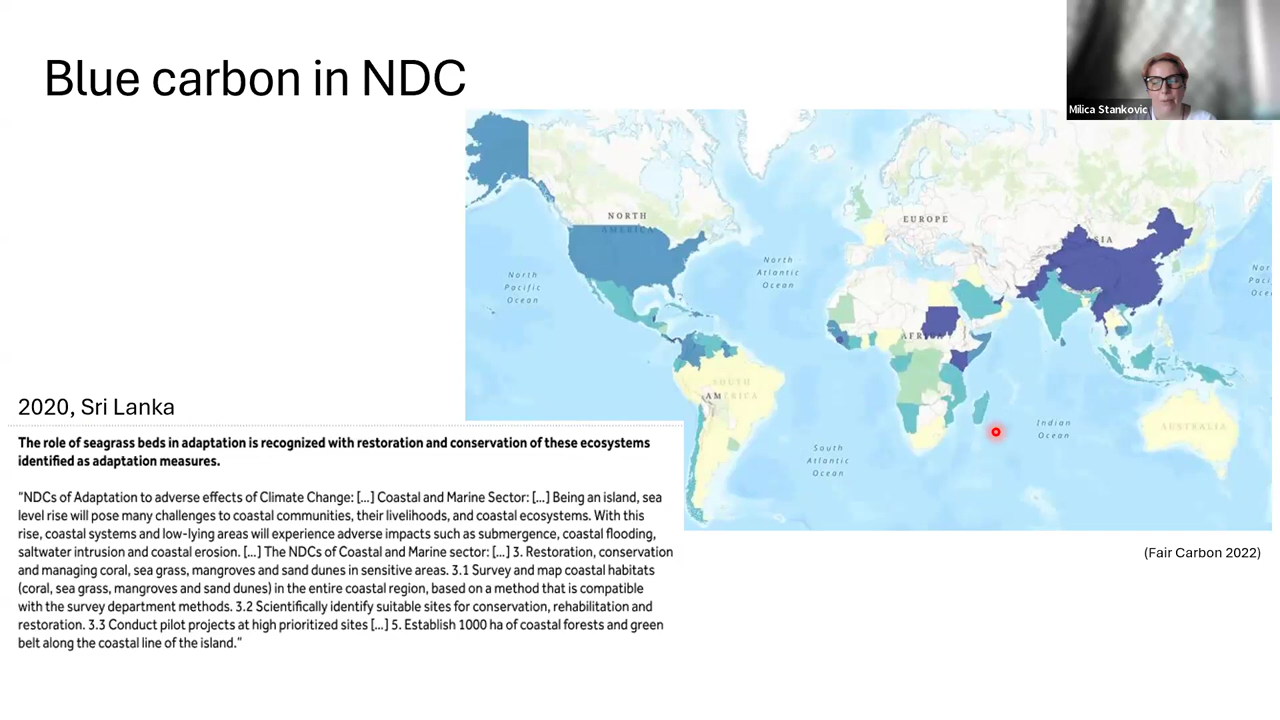 Blue carbon in NDC
Milica Stankovic
NORTH
AMERICA
EUROPE
ASIA
North
Pacific
Ocean
North
Atlantic
Ocean
AFRICA
SOUTH
AMERICA
Indian
Ocean
AUSTRALIA
South
Atlantic
Ocean
(Fair Carbon 2022)
2020, Sri Lanka
The role of seagrass beds in adaptation is recognized with restoration and conservation of these ecosystems
identified as adaptation measures.
“NDCs of Adaptation to adverse effects of Climate Change: [...] Coastal and Marine Sector: [...] Being an island, sea
level rise will pose many challenges to coastal communities, their livelihoods, and coastal ecosystems. With this
rise, coastal systems and low-lying areas will experience adverse impacts such as submergence, coastal flooding,
saltwater intrusion and coastal erosion. [...] The NDCs of Coastal and Marine sector: [...] 3. Restoration, conservation
and managing coral, sea grass, mangroves and sand dunes in sensitive areas. 3.1 Survey and map coastal habitats
(coral, sea grass, mangroves and sand dunes) in the entire coastal region, based on a method that is compatible
with the survey department methods. 3.2 Scientifically identify suitable sites for conservation, rehabilitation and
restoration. 3.3 Conduct pilot projects at high prioritized sites [...] 5. Establish 1000 ha of coastal forests and green
belt along the coastal line of the island.”